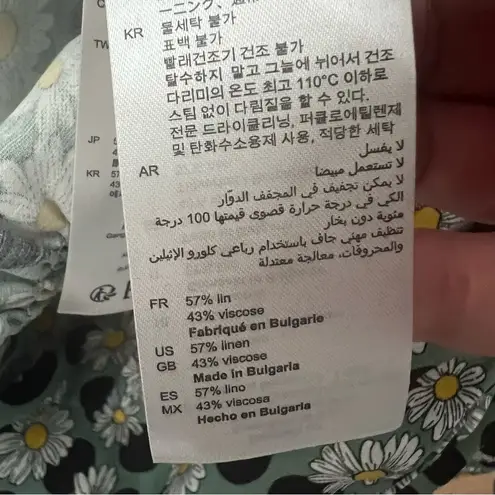 KR
물세탁 불가
표백 불가
빨래건조기 건조 불가
탈수하지 말고 그늘에 뉘어서 건조
다리미의 온도 최고 110°C 이하로
스팀 없이 다림질을 할 수 있다.
전문 드라이클리닝, 퍼클로에틸렌제
및 탄화수소용제 사용, 적당한 세탁
AR
لا يغسل
لا تستعمل مبيضا
لا يمكن تجفيف في المجفف الدوّار
الكي في درجة حرارة قصوى قيمتها 100 درجة
مئوية دون بخار
تنظيف مهني جاف باستخدام رباعي كلورو الإثيلين
والمحروقات، معالجة معتدلة
FR 57% lin
43% viscose
Fabriqué en Bulgarie
US 57% linen
GB 43% viscose
Made in Bulgaria
ES 57% lino
MX 43% viscose
Hecho en Bulgaria
TW
JP
KR